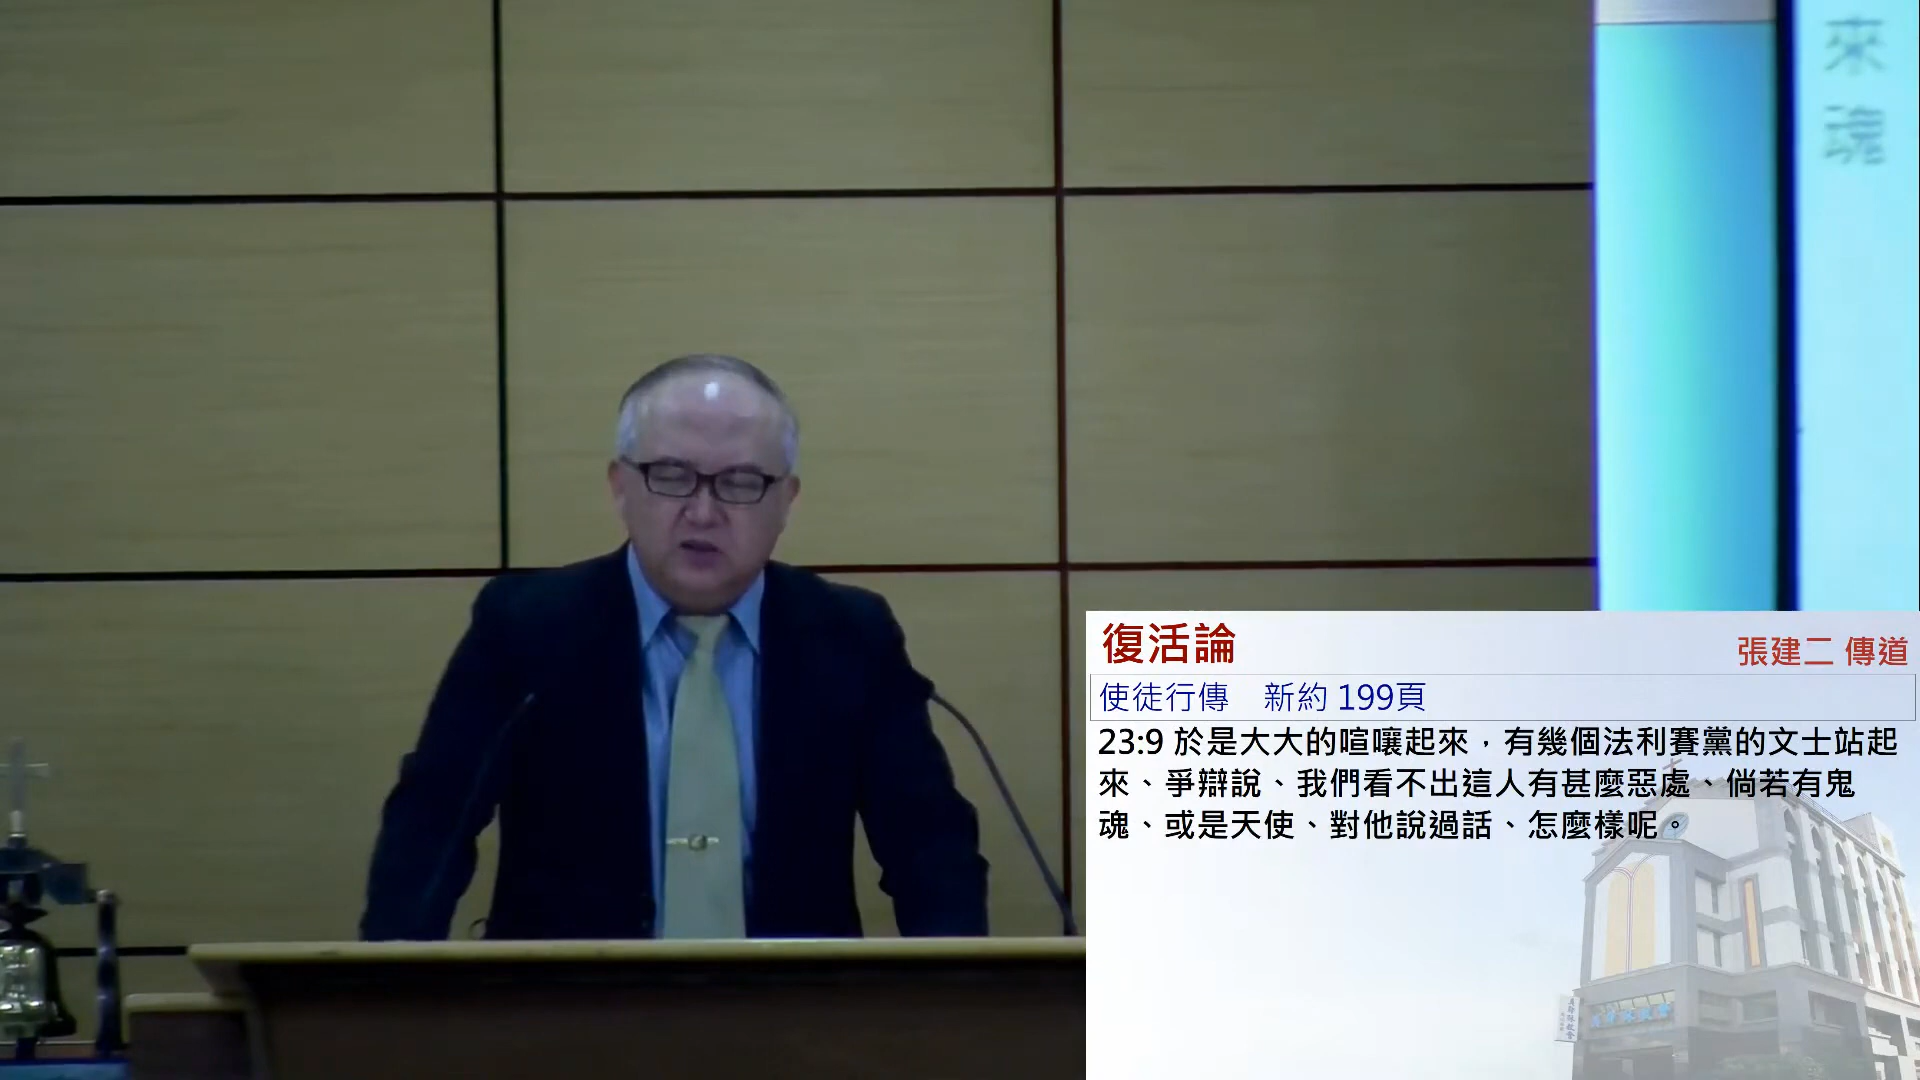 來
魂
復活論
張建二 傳道
使徒行傳 新約 199頁
23:9 於是大大的喧嚷起來，有幾個法利賽黨的文士站起
來、爭辯說、我們看不出這人有甚麼惡處、倘若有鬼
魂、或是天使、對他說過話、怎麼樣呢。